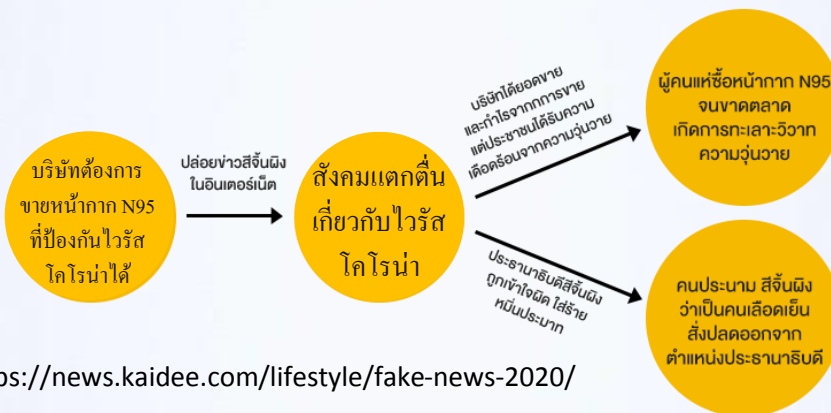 บริษัทต้องการ
ขายหน้ากาก N95
ที่ป้องกันไวรัส
โคโรน่าได้
ปล่อยข่าวสีจิ้นผิง
ในอินเตอร์เน็ต
สังคมแตกตื่น
เกี่ยวกับไวรัส
โคโรน่า
บริษัทได้ยอดขาย
และกำไรจากการขาย
แต่ประชาชนได้รับความ
เดือดร้อนจากความวุ่นวาย
ผู้คนแห่ซื้อหน้ากาก N95
จนขาดตลาด
เกิดการทะเลาะวิวาท
ความวุ่นวาย
ประธานาธิบดีสีจิ้นผิง
ถูกเข้าใจผิด ใส่ร้าย
หมิ่นประมาท
คนประนาม สีจิ้นผิง
ว่าเป็นคนเลือดเย็น
สั่งปลดออกจาก
ตำแหน่งประธานาธิบดี
ps://news.kaidee.com/lifestyle/fake-news-2020/